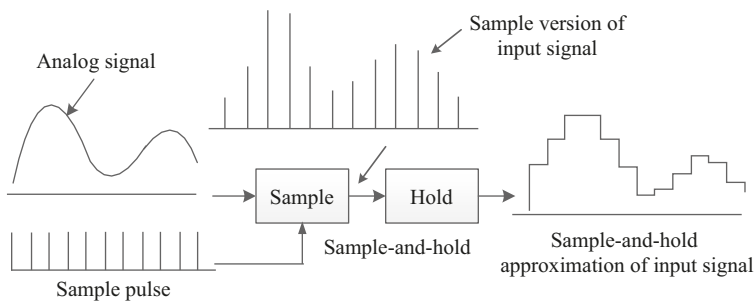 Sample version of
input signal
Analog signal
Sample
Hold
Sample-and-hold
Sample pulse
Sample-and-hold
approximation of input signal